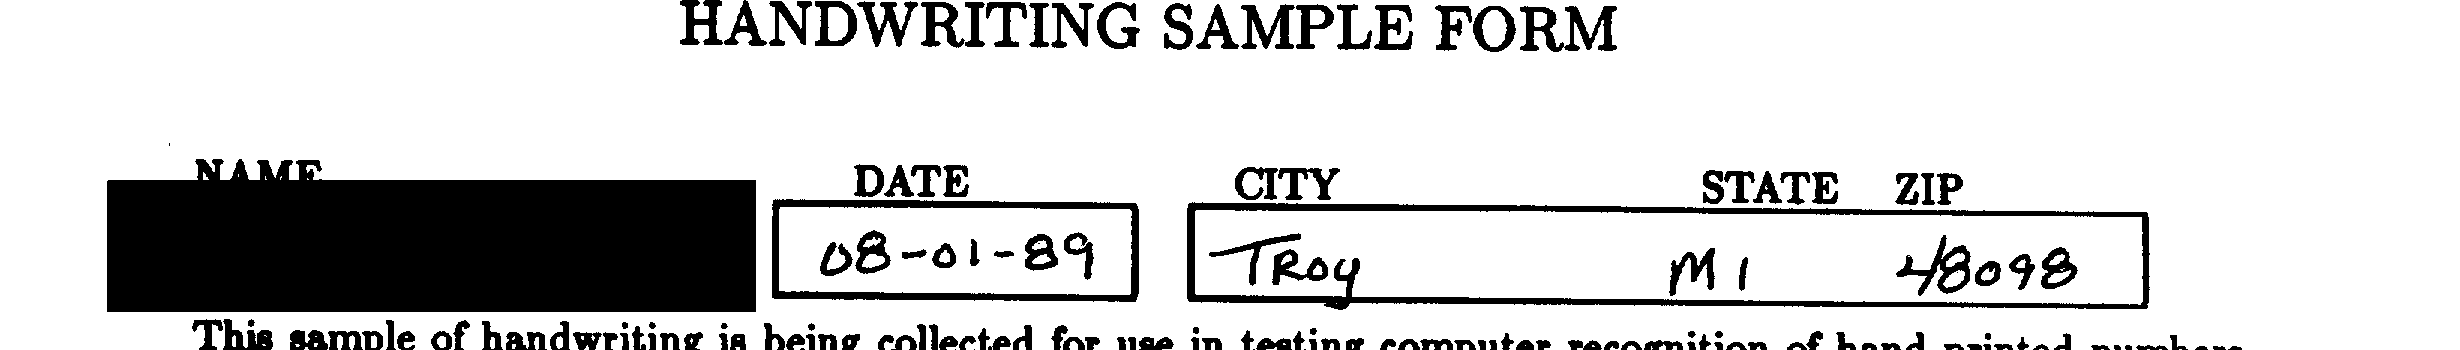 HANDWRITING SAMPLE FORM
NAME DATE CITY STATE ZIP
08-01-89 TRoy MI 48098
This sample of handwriting is being collected for use in testing computer recognition of hand printed numbers